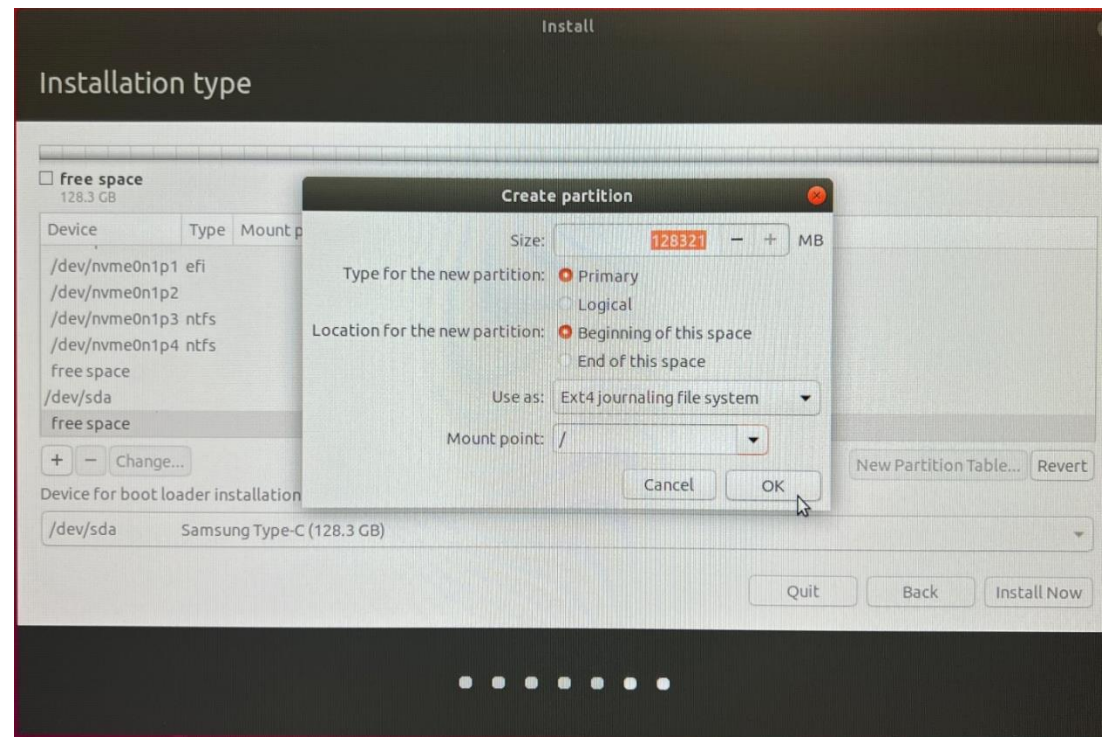 Install
Installation type
free space
128.3 GB
Device Type Mount p
/dev/nvme0n1p1 efi
/dev/nvme0n1p2
/dev/nvme0n1p3 ntfs
/dev/nvme0n1p4 ntfs
free space
/dev/sda
free space
+ − Change...
New Partition Table... Revert
Device for boot loader installation
/dev/sda Samsung Type-C (128.3 GB)
Quit Back Install Now
Create partition
Size: 128321 − + MB
Type for the new partition: Primary
Logical
Location for the new partition: Beginning of this space
End of this space
Use as: Ext4 journaling file system
Mount point: /
Cancel OK